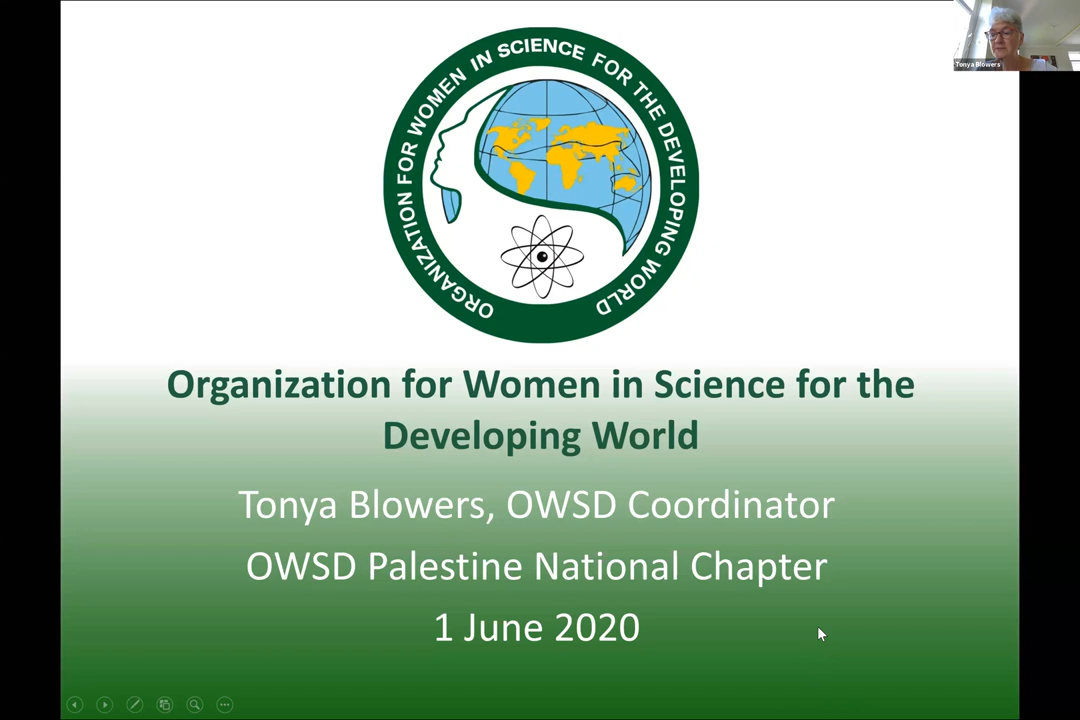 ORGANIZATION FOR WOMEN IN SCIENCE FOR THE DEVELOPING WORLD
Tonya Blowers
Organization for Women in Science for the
Developing World
Tonya Blowers, OWSD Coordinator
OWSD Palestine National Chapter
1 June 2020